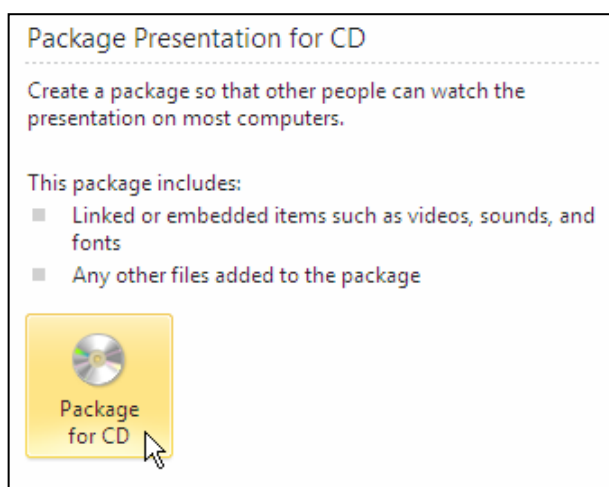 Package Presentation for CD
Create a package so that other people can watch the
presentation on most computers.
This package includes:
Linked or embedded items such as videos, sounds, and
fonts
Any other files added to the package
Package
for CD